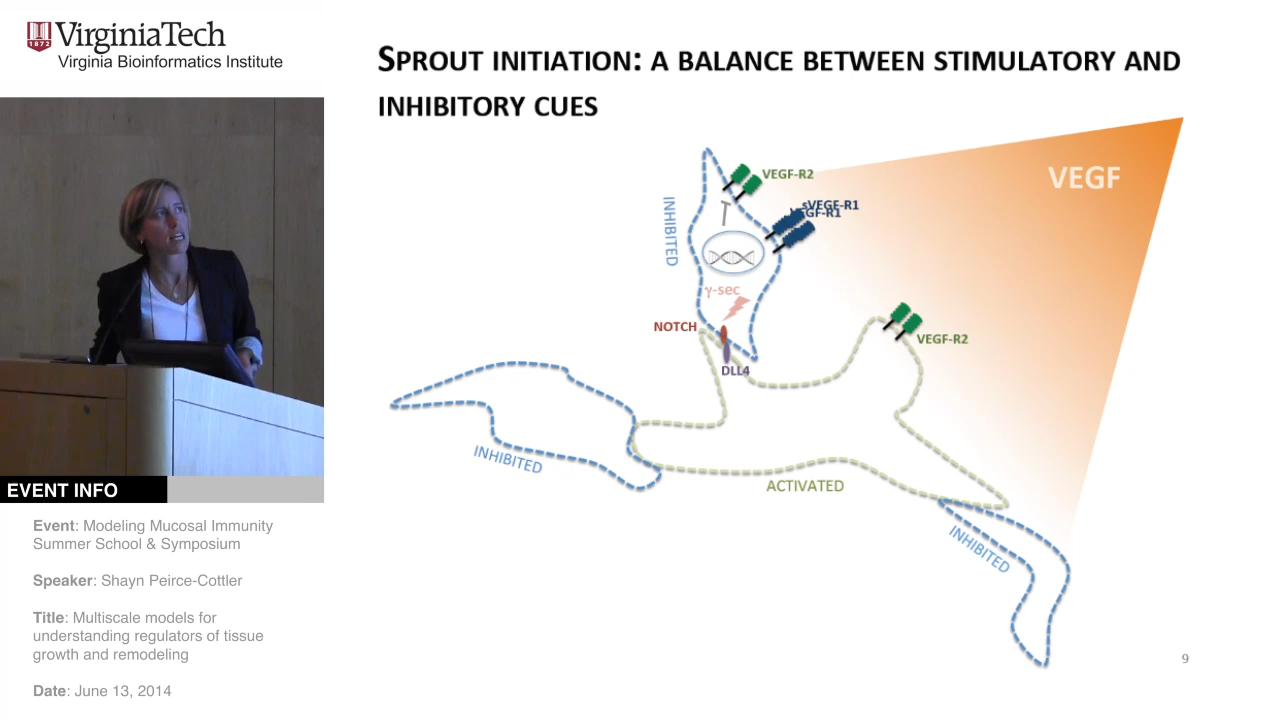 1872
VirginiaTech
Virginia Bioinformatics Institute
SPROUT INITIATION: A BALANCE BETWEEN STIMULATORY AND
INHIBITORY CUES
VEGF
VEGF-R2
INHIBITED
sVEGF-R1
VEGF-R1
γ-sec
NOTCH
DLL4
VEGF-R2
INHIBITED
ACTIVATED
INHIBITED
9
EVENT INFO
Event: Modeling Mucosal Immunity
Summer School & Symposium
Speaker: Shayn Peirce-Cottler
Title: Multiscale models for
understanding regulators of tissue
growth and remodeling
Date: June 13, 2014